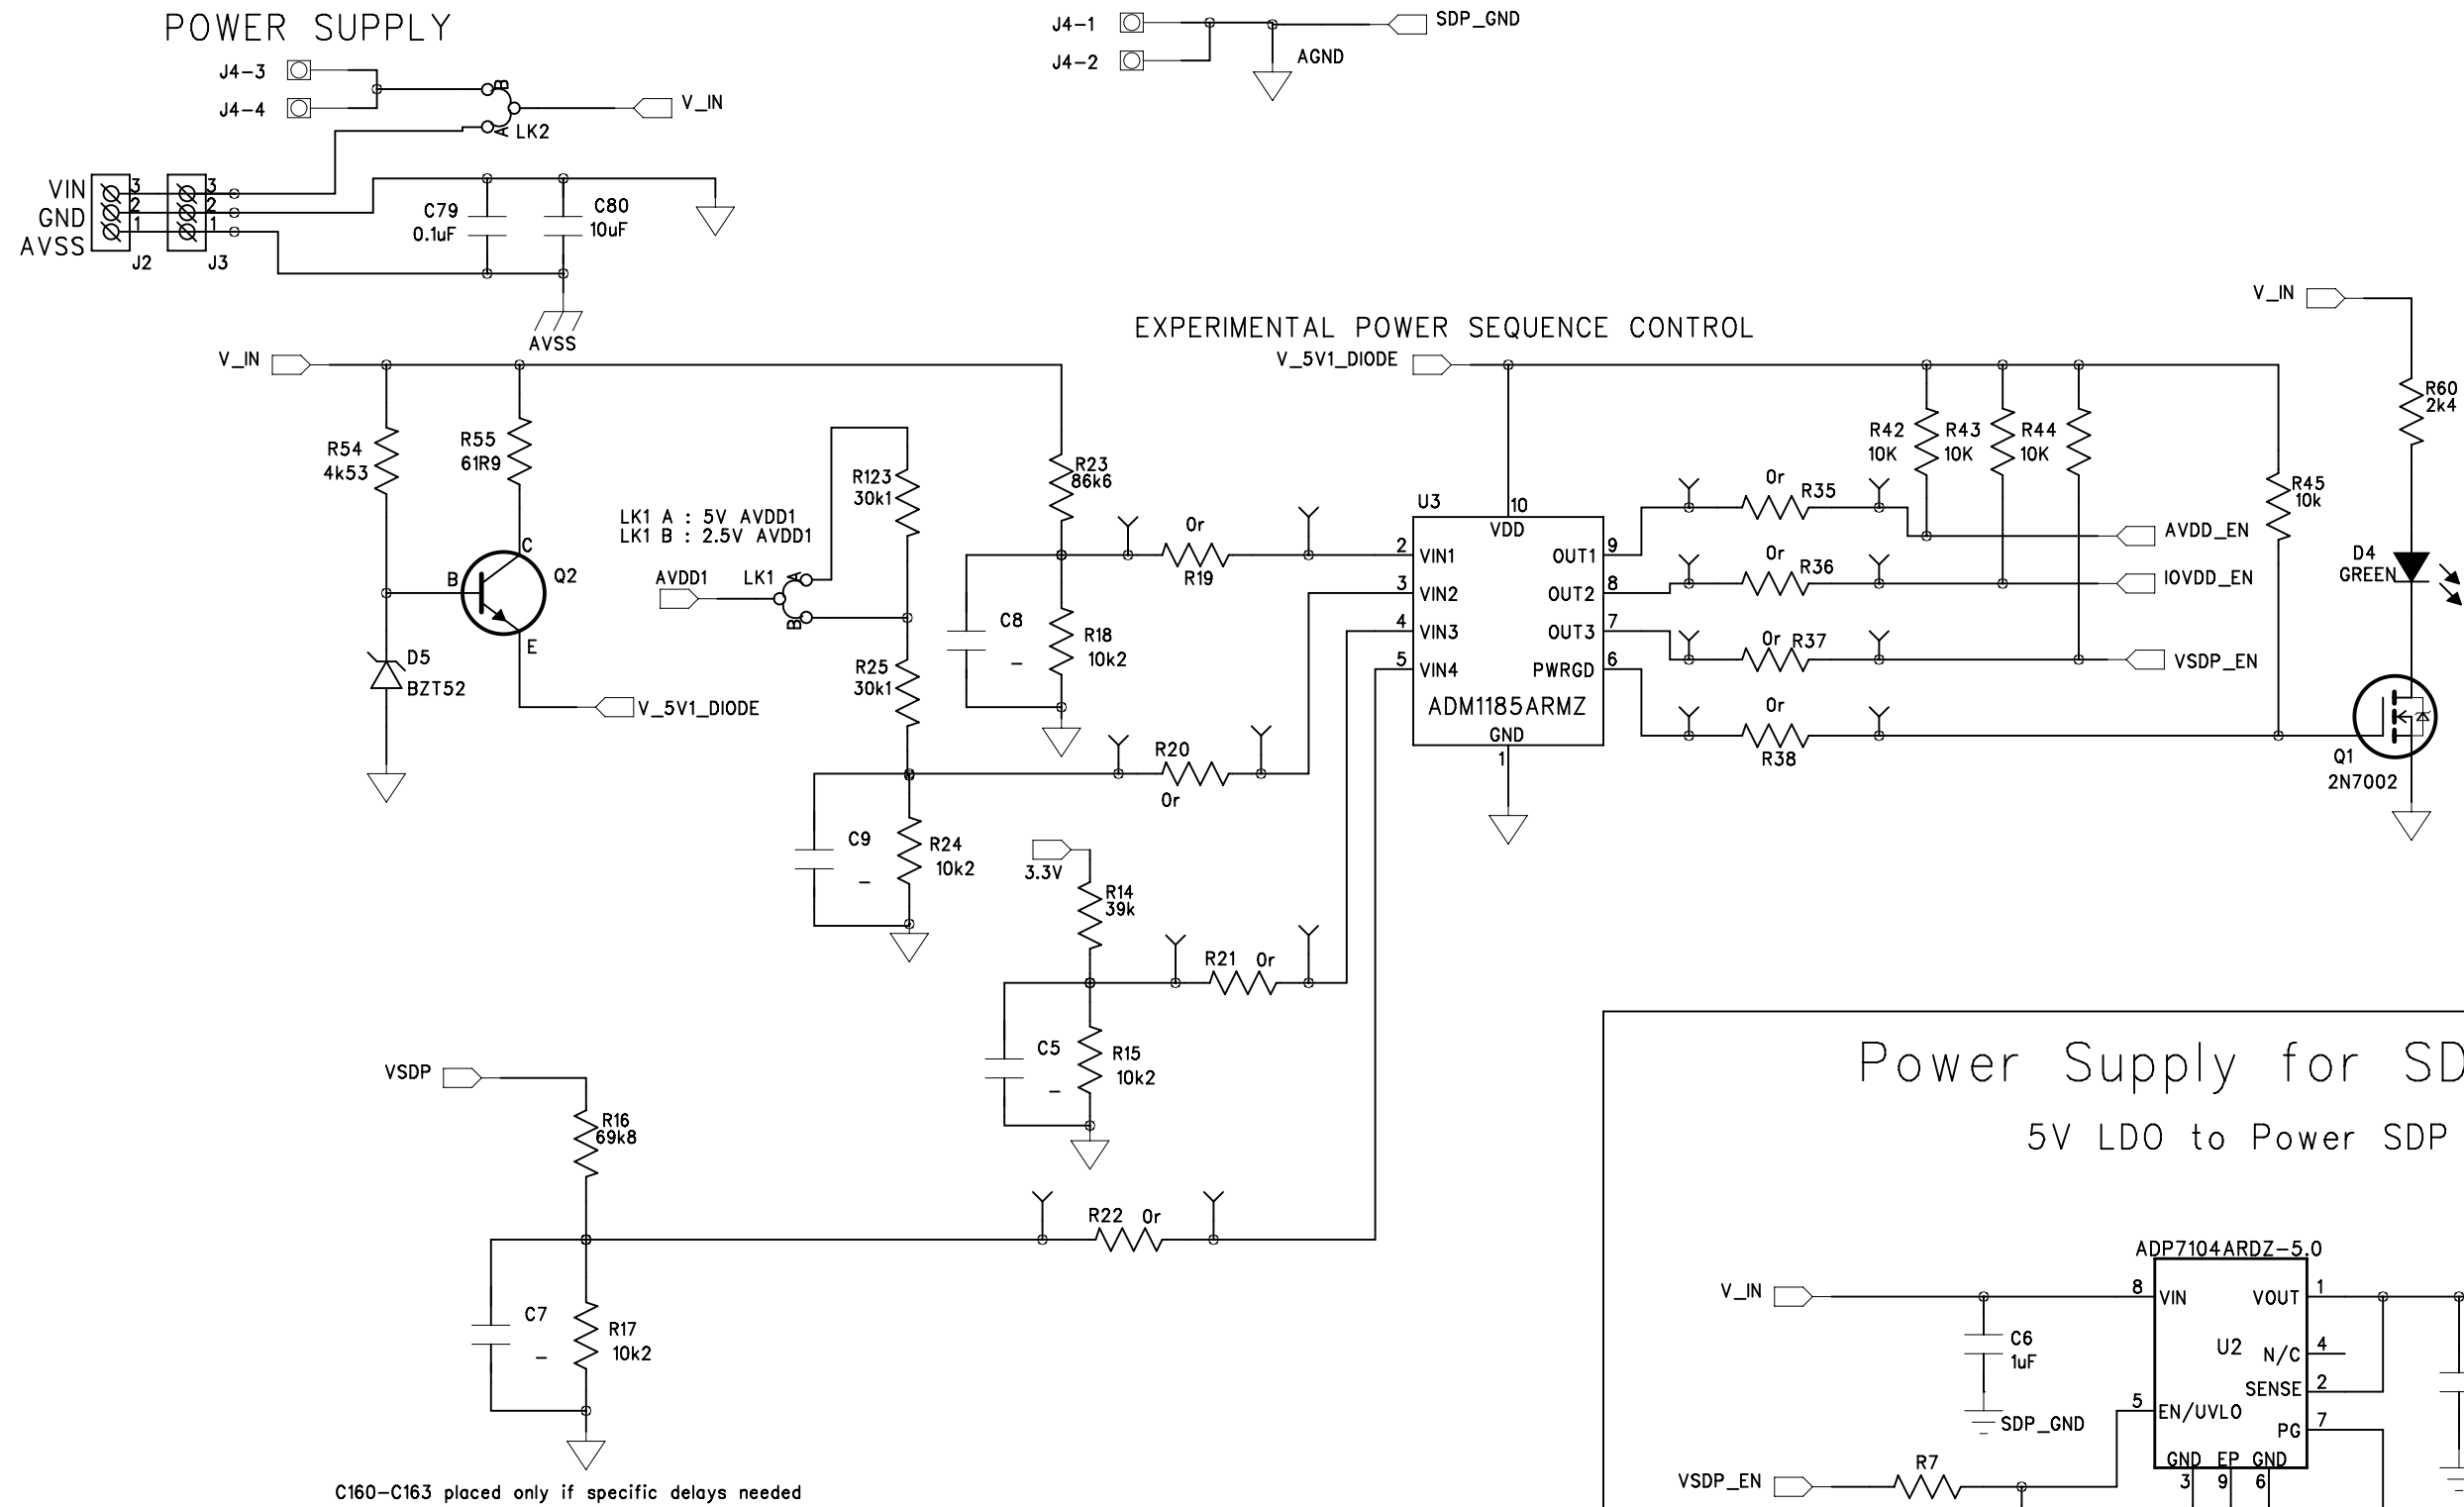 POWER SUPPLY
J4-3
J4-4
B
A
LK2
V_IN
J4-1
J4-2
SDP_GND
AGND
VIN
GND
AVSS
3
2
1
J2
3
2
1
J3
C79
0.1uF
C80
10uF
AVSS
V_IN
R54
4k53
R55
61R9
C
B
Q2
E
D5
BZT52
V_5V1_DIODE
LK1 A : 5V AVDD1
LK1 B : 2.5V AVDD1
AVDD1
LK1
A
B
R123
30k1
R25
30k1
R23
86k6
C8
-
R18
10k2
0r
R19
R20
0r
C9
-
R24
10k2
3.3V
R14
39k
R21 0r
C5
-
R15
10k2
VSDP
R16
69k8
R22 0r
C7
-
R17
10k2
C160-C163 placed only if specific delays needed
EXPERIMENTAL POWER SEQUENCE CONTROL
V_5V1_DIODE
U3
10
VDD
2 VIN1
3 VIN2
4 VIN3
5 VIN4
OUT1 9
OUT2 8
OUT3 7
PWRGD 6
ADM1185ARMZ
GND
1
0r
R35
0r
R36
0r
R37
0r
R38
R42
10K
R43
10K
R44
10K
R45
10k
AVDD_EN
IOVDD_EN
VSDP_EN
V_IN
R60
2k4
D4
GREEN
Q1
2N7002
Power Supply for SD
5V LDO to Power SDP
ADP7104ARDZ-5.0
V_IN
8
VIN
VOUT
1
U2
N/C
4
SENSE
2
5
EN/UVLO
PG
7
GND EP GND
3 9 6
C6
1uF
SDP_GND
VSDP_EN
R7